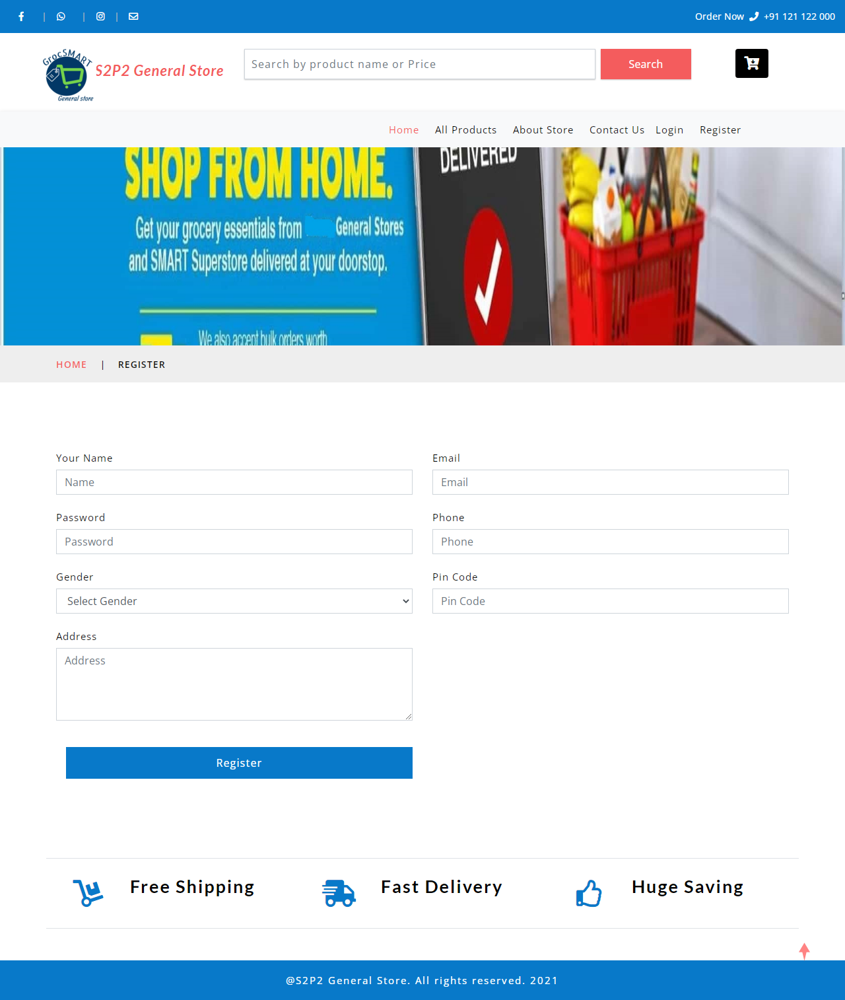 | | |
Order Now +91 121 122 000
GrocSMART
General store
S2P2 General Store
Search by product name or Price
Search
Home All Products About Store Contact Us Login Register
SHOP FROM HOME.
Get your grocery essentials from General Stores
and SMART Superstore delivered at your doorstop.
We also accept bulk orders worth
DELIVERED
HOME | REGISTER
Your Name
Name
Email
Email
Password
Password
Phone
Phone
Gender
Select Gender
Pin Code
Pin Code
Address
Address
Register
Free Shipping
Fast Delivery
Huge Saving
@S2P2 General Store. All rights reserved. 2021